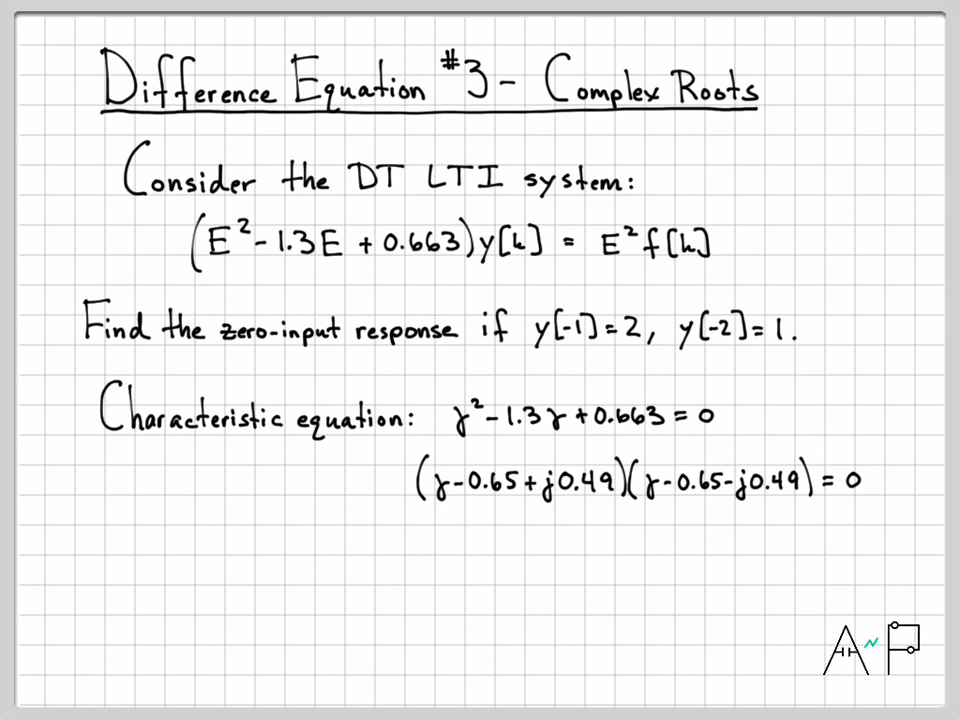 Difference Equation #3 - Complex Roots
Consider the DT LTI system:
(E² - 1.3E + 0.663)y[k] = E² f[k]
Find the zero-input response if y[-1]=2, y[-2]=1.
Characteristic equation: γ² - 1.3γ + 0.663 = 0
(γ - 0.65 + j0.49)(γ - 0.65 - j0.49) = 0